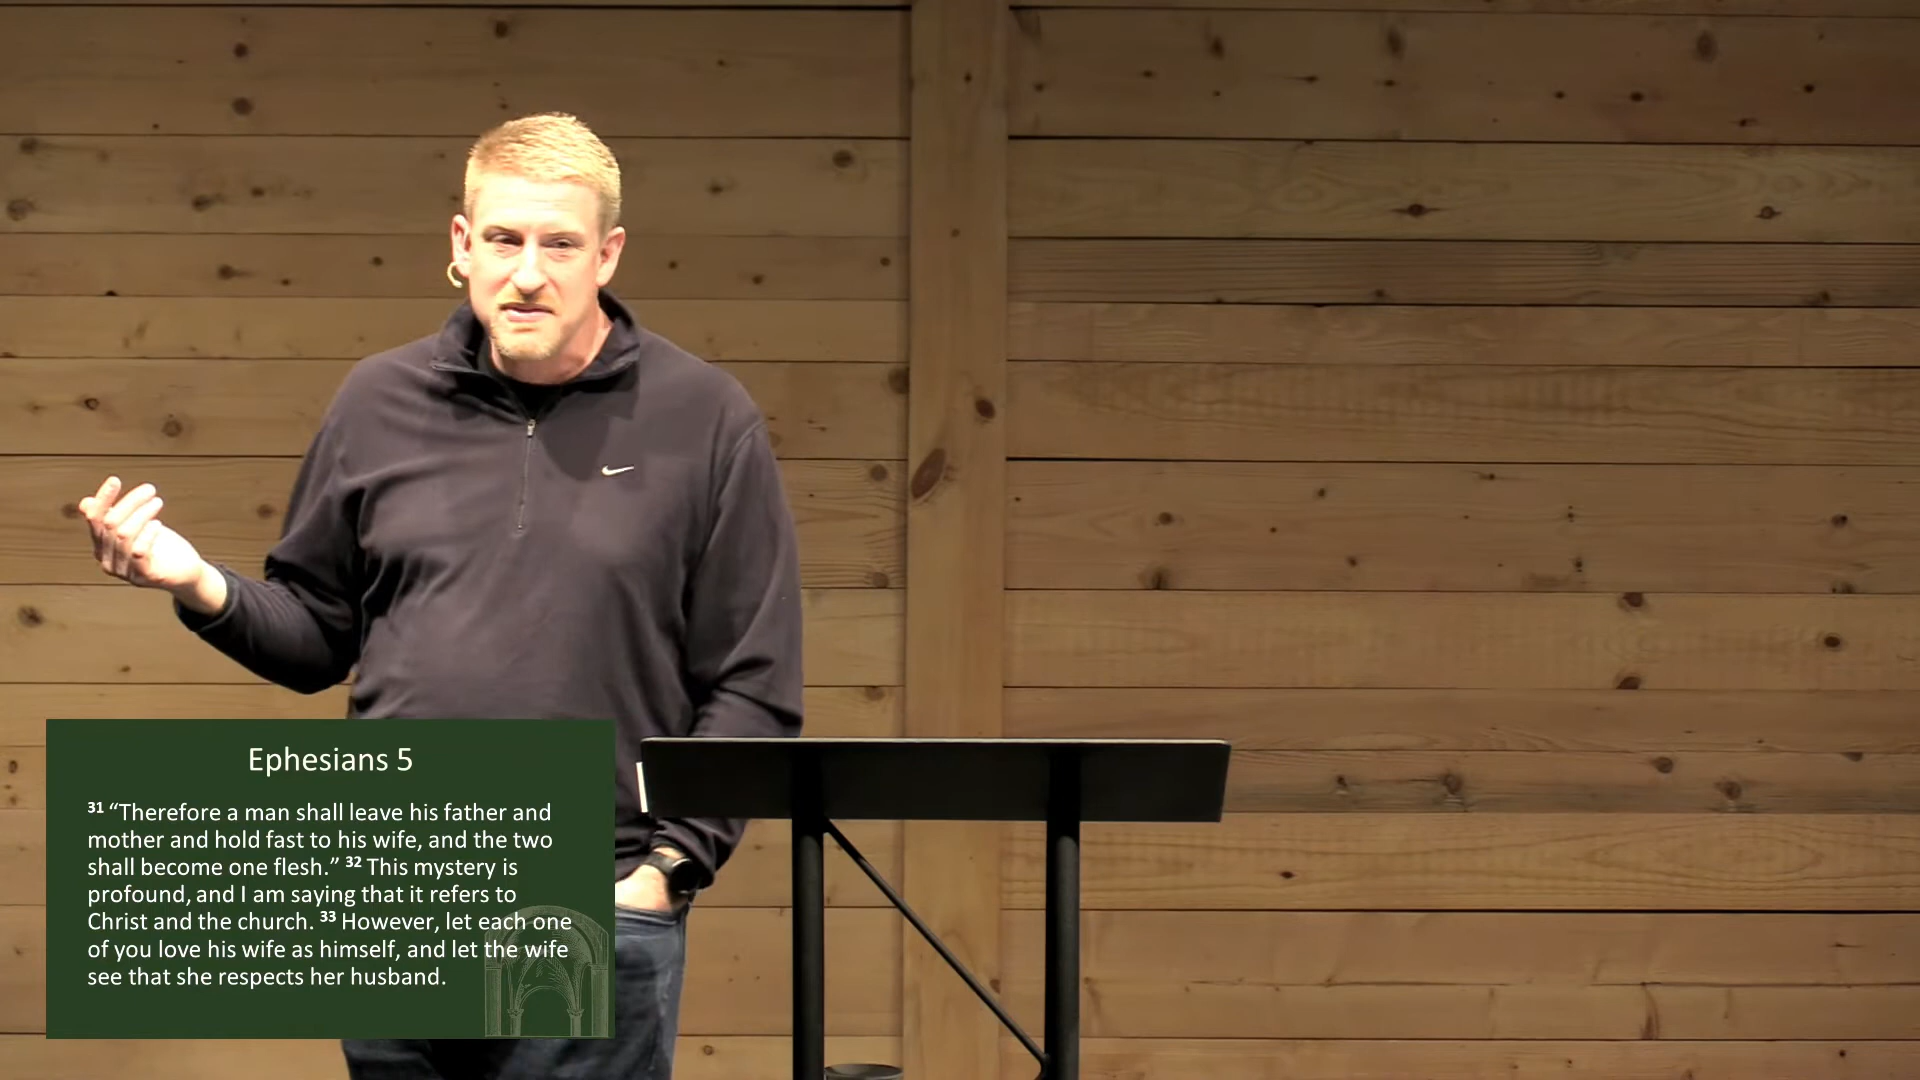 Ephesians 5
31 “Therefore a man shall leave his father and
mother and hold fast to his wife, and the two
shall become one flesh.” 32 This mystery is
profound, and I am saying that it refers to
Christ and the church. 33 However, let each one
of you love his wife as himself, and let the wife
see that she respects her husband.